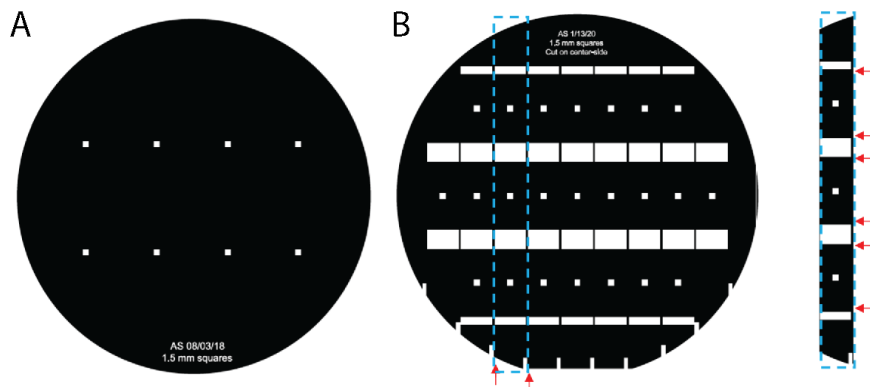 A
AS 08/03/18
1.5 mm squares
B
AS 1/13/20
1.5 mm squares
Cut on center-side